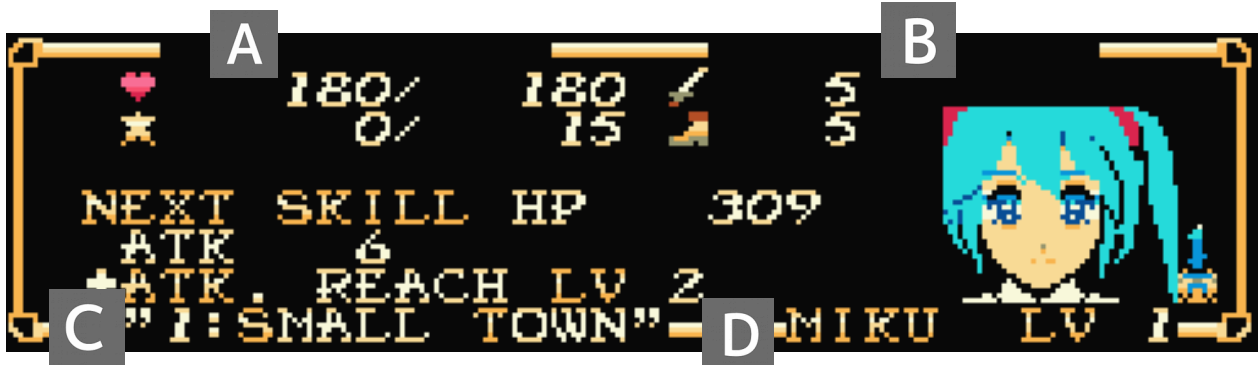 A
B
180/ 180 5
0/ 15 5
NEXT SKILL HP 309
ATK 6
+ATK. REACH LV 2
C
"1:SMALL TOWN"
D
MIKU LV 1